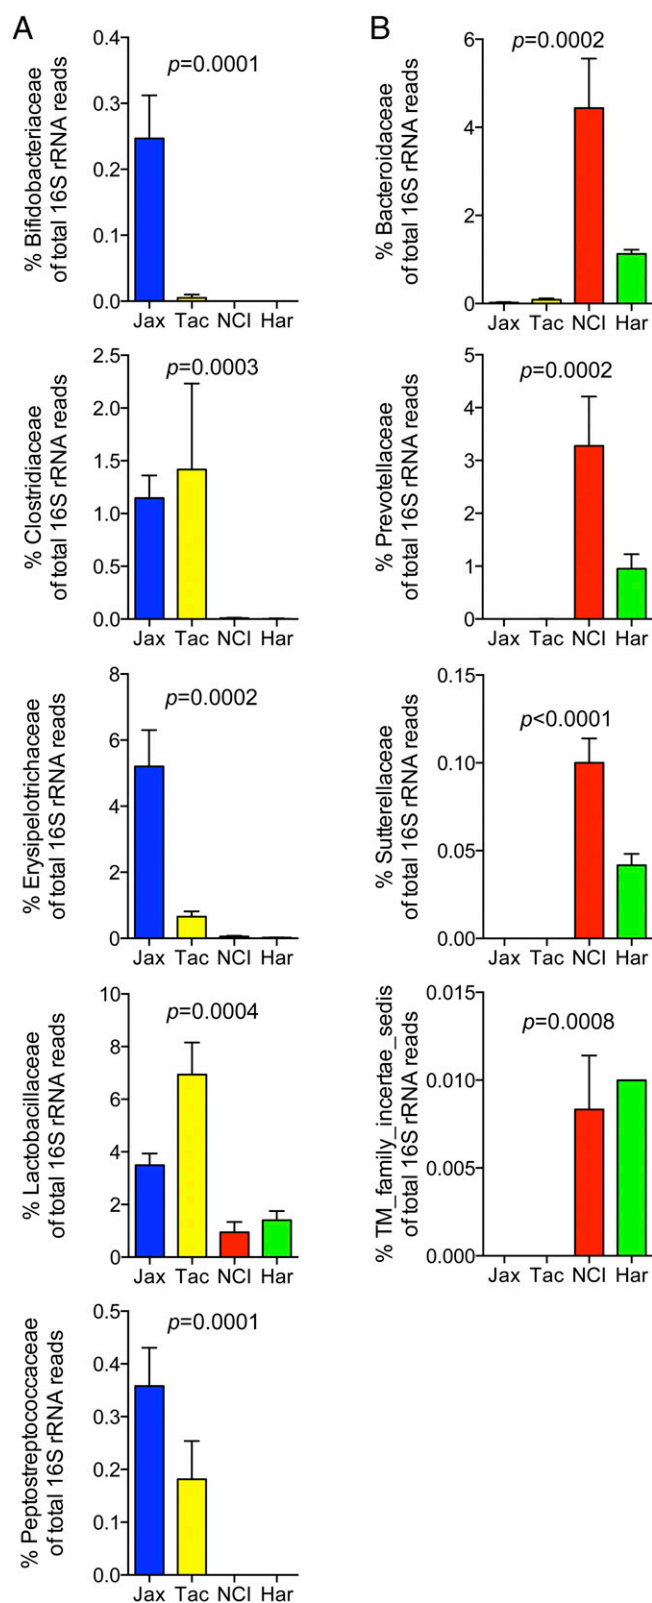 A
% Bifidobacteriaceae
of total 16S rRNA reads
0.4
0.3
0.2
0.1
0.0
p=0.0001
Jax Tac NCI Har
% Clostridiaceae
of total 16S rRNA reads
2.5
2.0
1.5
1.0
0.5
0.0
p=0.0003
Jax Tac NCI Har
% Erysipelotrichaceae
of total 16S rRNA reads
8
6
4
2
0
p=0.0002
Jax Tac NCI Har
% Lactobacillaceae
of total 16S rRNA reads
10
8
6
4
2
0
p=0.0004
Jax Tac NCI Har
% Peptostreptococcaceae
of total 16S rRNA reads
0.5
0.4
0.3
0.2
0.1
0.0
p=0.0001
Jax Tac NCI Har
B
% Bacteroidaceae
of total 16S rRNA reads
6
4
2
0
p=0.0002
Jax Tac NCI Har
% Prevotellaceae
of total 16S rRNA reads
5
4
3
2
1
0
p=0.0002
Jax Tac NCI Har
% Sutterellaceae
of total 16S rRNA reads
0.15
0.10
0.05
0.00
p<0.0001
Jax Tac NCI Har
% TM_family_incertae_sedis
of total 16S rRNA reads
0.015
0.010
0.005
0.000
p=0.0008
Jax Tac NCI Har